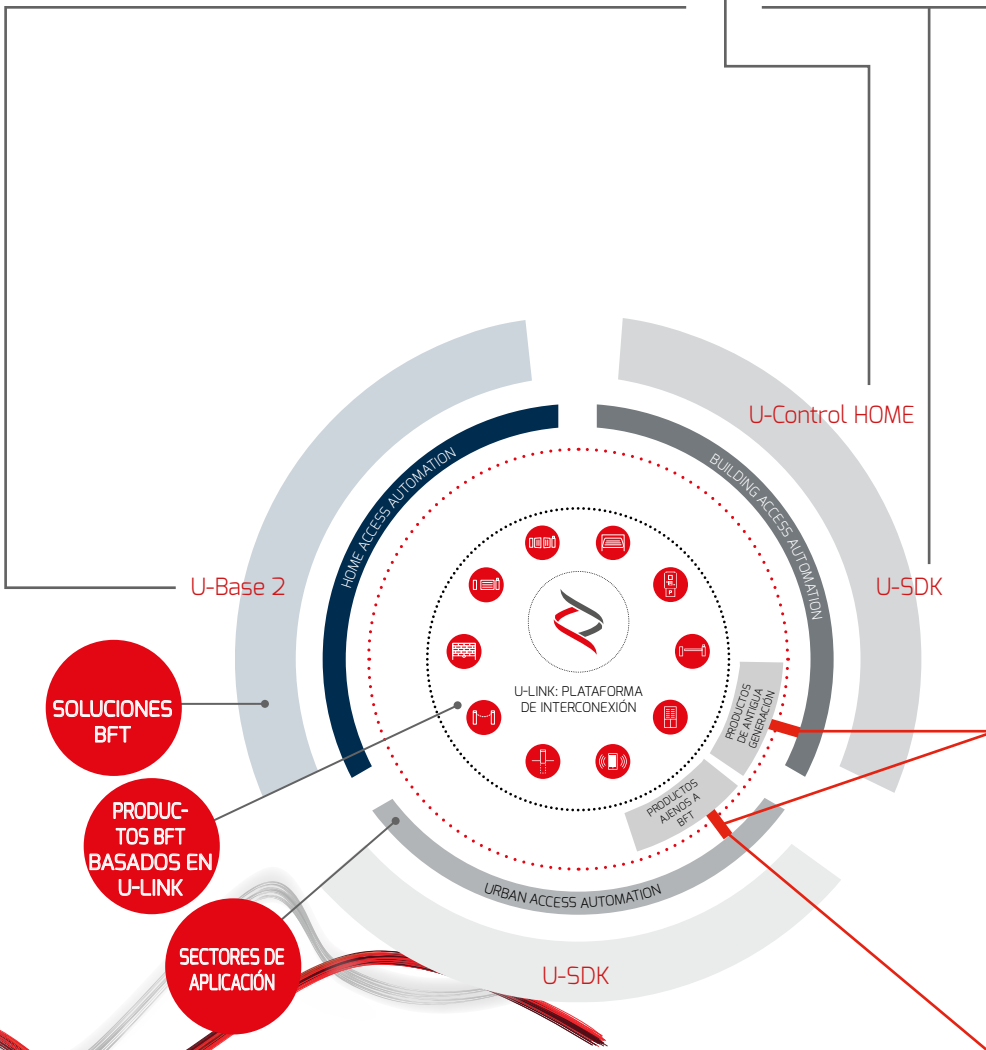 U-Control HOME
HOME ACCESS AUTOMATION
BUILDING ACCESS AUTOMATION
U-Base 2
U-SDK
SOLUCIONES
BFT
U-LINK: PLATAFORMA
DE INTERCONEXIÓN
PRODUCTOS
DE ANTIGUA
GENERACIÓN
PRODUCTOS
AJENOS A
BFT
PRODUC-
TOS BFT
BASADOS EN
U-LINK
URBAN ACCESS AUTOMATION
SECTORES DE
APLICACIÓN
U-SDK
P